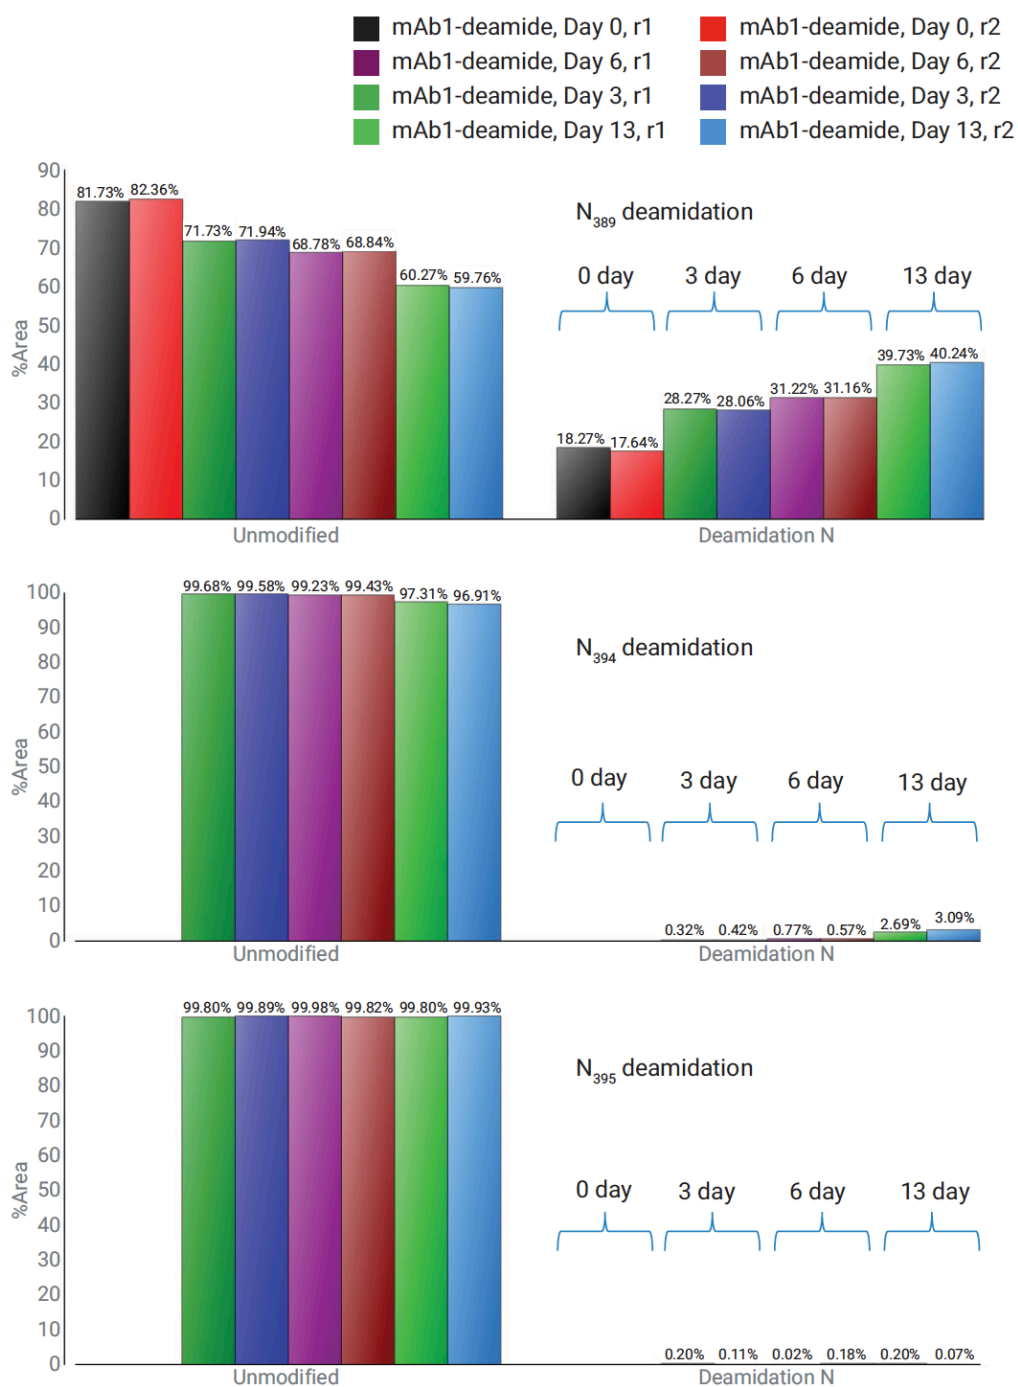 mAb1-deamide, Day 0, r1 mAb1-deamide, Day 0, r2
mAb1-deamide, Day 6, r1 mAb1-deamide, Day 6, r2
mAb1-deamide, Day 3, r1 mAb1-deamide, Day 3, r2
mAb1-deamide, Day 13, r1 mAb1-deamide, Day 13, r2
%Area
90
80
70
60
50
40
30
20
10
0
81.73% 82.36% 71.73% 71.94% 68.78% 68.84% 60.27% 59.76%
Unmodified
N389 deamidation
0 day 3 day 6 day 13 day
18.27% 17.64% 28.27% 28.06% 31.22% 31.16% 39.73% 40.24%
Deamidation N
%Area
100
90
80
70
60
50
40
30
20
10
0
99.68% 99.58% 99.23% 99.43% 97.31% 96.91%
Unmodified
N394 deamidation
0 day 3 day 6 day 13 day
0.32% 0.42% 0.77% 0.57% 2.69% 3.09%
Deamidation N
%Area
100
90
80
70
60
50
40
30
20
10
0
99.80% 99.89% 99.98% 99.82% 99.80% 99.93%
Unmodified
N395 deamidation
0 day 3 day 6 day 13 day
0.20% 0.11% 0.02% 0.18% 0.20% 0.07%
Deamidation N